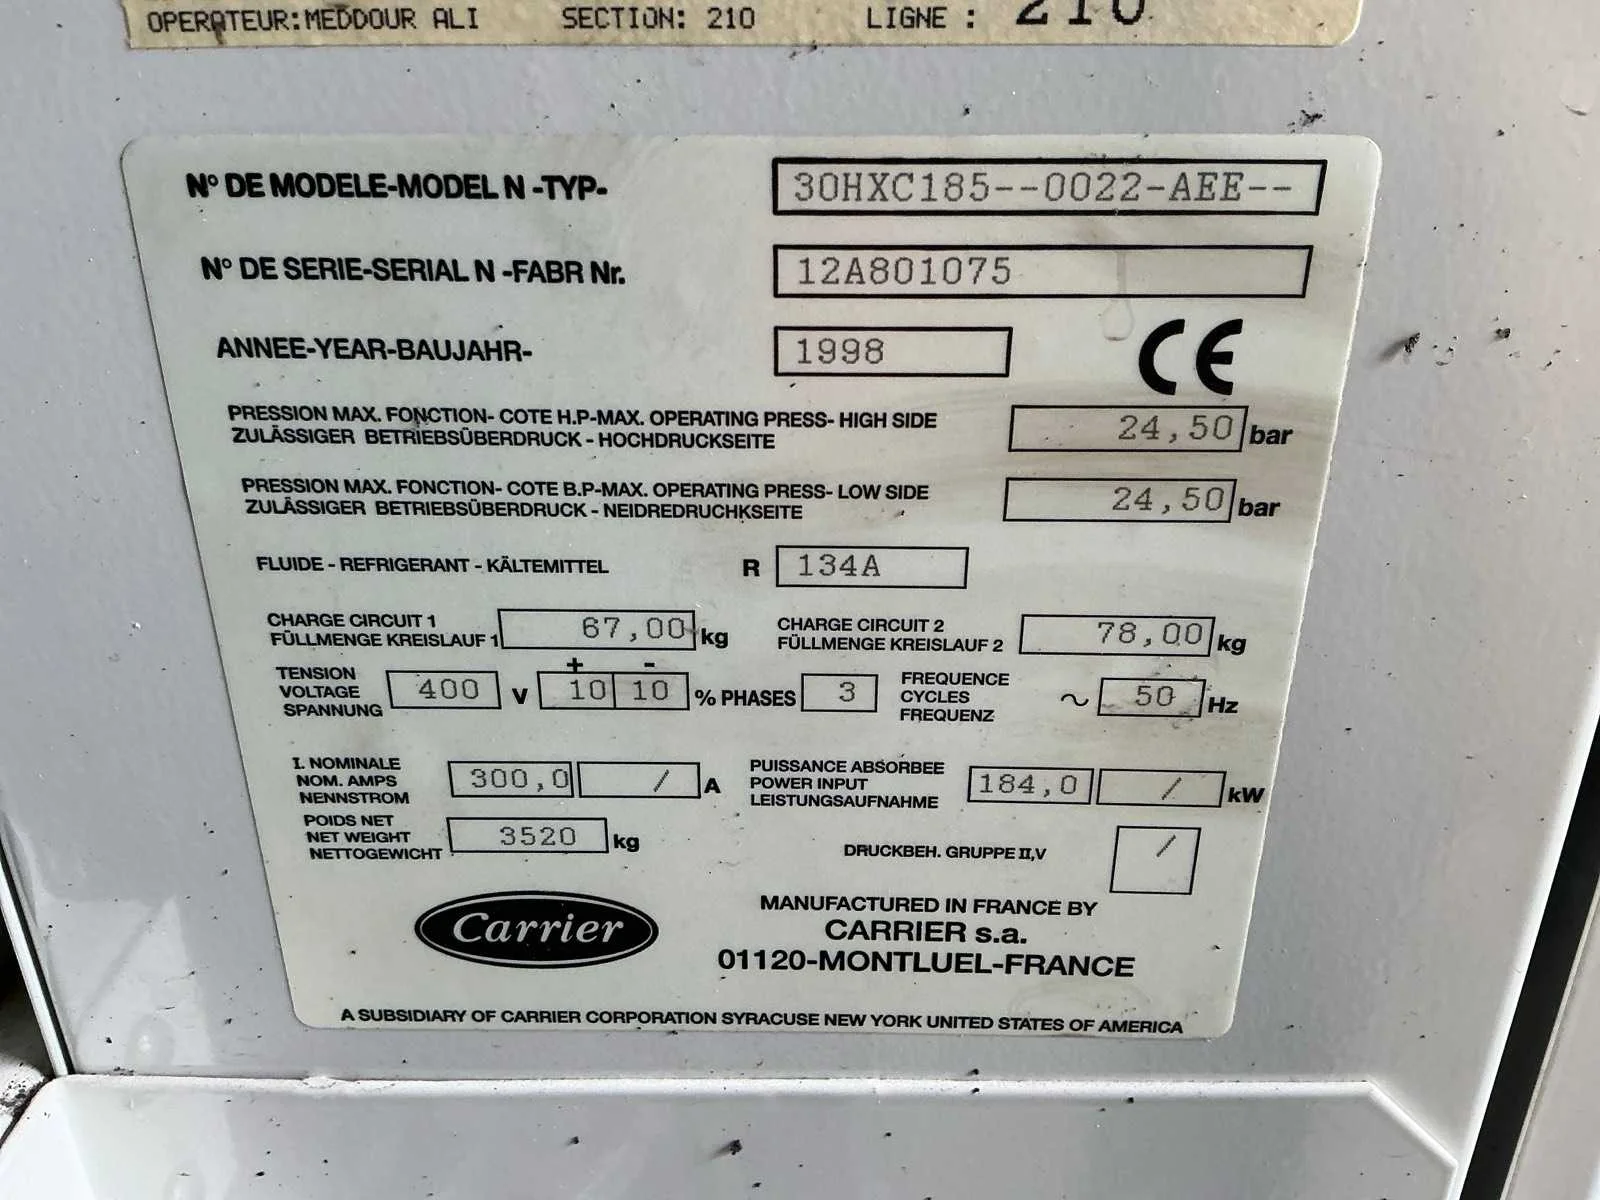 OPERATEUR:MEDDOUR ALI SECTION: 210 LIGNE : 210
N° DE MODELE-MODEL N -TYP- 30HXC185--0022-AEE--
N° DE SERIE-SERIAL N -FABR Nr. 12A801075
ANNEE-YEAR-BAUJAHR- 1998 CE
PRESSION MAX. FONCTION- COTE H.P-MAX. OPERATING PRESS- HIGH SIDE 24,50 bar
ZULÄSSIGER BETRIEBSÜBERDRUCK - HOCHDRUCKSEITE
PRESSION MAX. FONCTION- COTE B.P-MAX. OPERATING PRESS- LOW SIDE 24,50 bar
ZULÄSSIGER BETRIEBSÜBERDRUCK - NEIDREDRUCHKSEITE
FLUIDE - REFRIGERANT - KÄLTEMITTEL R 134A
CHARGE CIRCUIT 1
FÜLLMENGE KREISLAUF 1 67,00 kg
CHARGE CIRCUIT 2
FÜLLMENGE KREISLAUF 2 78,00 kg
TENSION
VOLTAGE
SPANNUNG
400 V + 10 - 10 % PHASES 3
FREQUENCE
CYCLES
FREQUENZ
~ 50 Hz
I. NOMINALE
NOM. AMPS
NENNSTROM
300,0 / A
PUISSANCE ABSORBEE
POWER INPUT
LEISTUNGSAUFNAHME
184,0 / kW
POIDS NET
NET WEIGHT
NETTOGEWICHT
3520 kg
DRUCKBEH. GRUPPE II,V /
Carrier
MANUFACTURED IN FRANCE BY
CARRIER s.a.
01120-MONTLUEL-FRANCE
A SUBSIDIARY OF CARRIER CORPORATION SYRACUSE NEW YORK UNITED STATES OF AMERICA